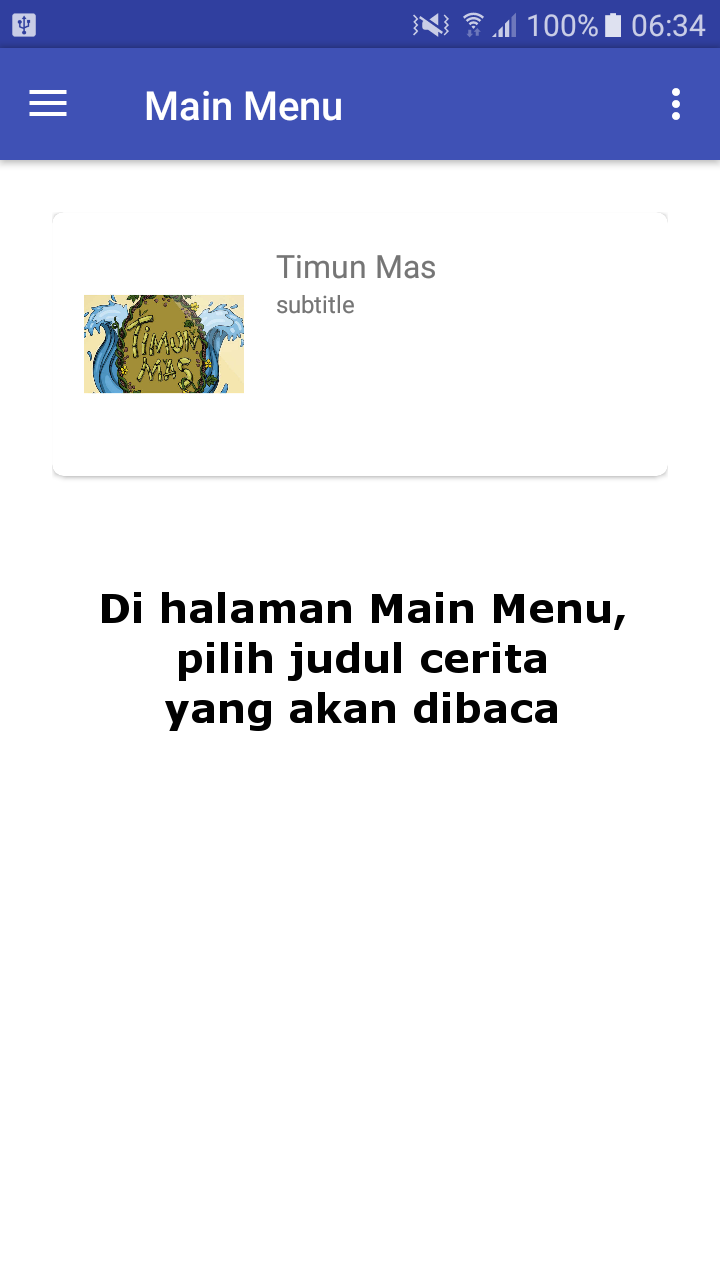 100% 06:34
Main Menu
Timun Mas
subtitle
TIMUN
MAS
Di halaman Main Menu,
pilih judul cerita
yang akan dibaca